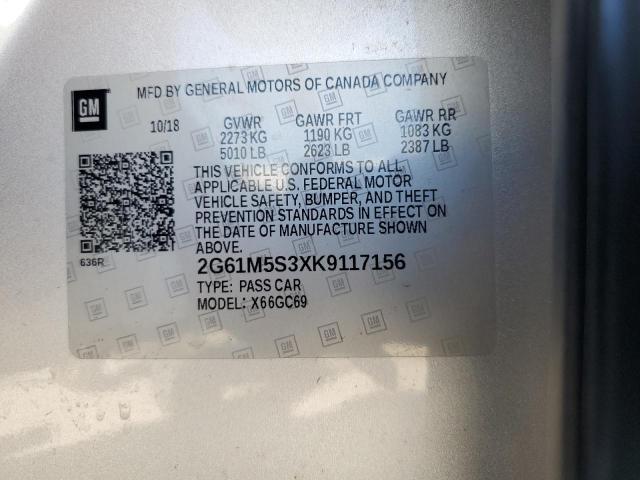 MFD BY GENERAL MOTORS OF CANADA COMPANY
GM
10/18 GVWR GAWR FRT GAWR RR
2273 KG 1190 KG 1083 KG
5010 LB 2623 LB 2387 LB
THIS VEHICLE CONFORMS TO ALL
APPLICABLE U.S. FEDERAL MOTOR
VEHICLE SAFETY, BUMPER, AND THEFT
PREVENTION STANDARDS IN EFFECT ON
THE DATE OF MANUFACTURE SHOWN
ABOVE.
636R
2G61M5S3XK9117156
TYPE: PASS CAR
MODEL: X66GC69